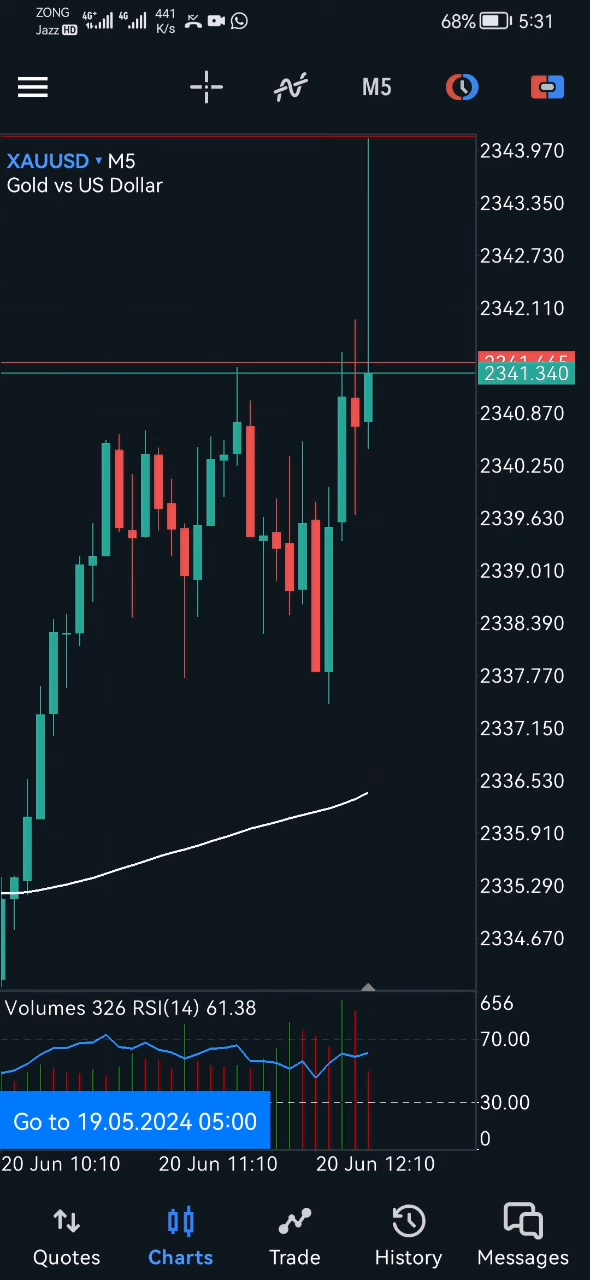 ZONG 4G+ 4G 441 68% 5:31
Jazz HD K/s
M5
XAUUSD M5
Gold vs US Dollar
2343.970
2343.350
2342.730
2342.110
2341.340
2340.870
2340.250
2339.630
2339.010
2338.390
2337.770
2337.150
2336.530
2335.910
2335.290
2334.670
Volumes 326 RSI(14) 61.38
656
70.00
30.00
0
Go to 19.05.2024 05:00
20 Jun 10:10 20 Jun 11:10 20 Jun 12:10
Quotes Charts Trade History Messages